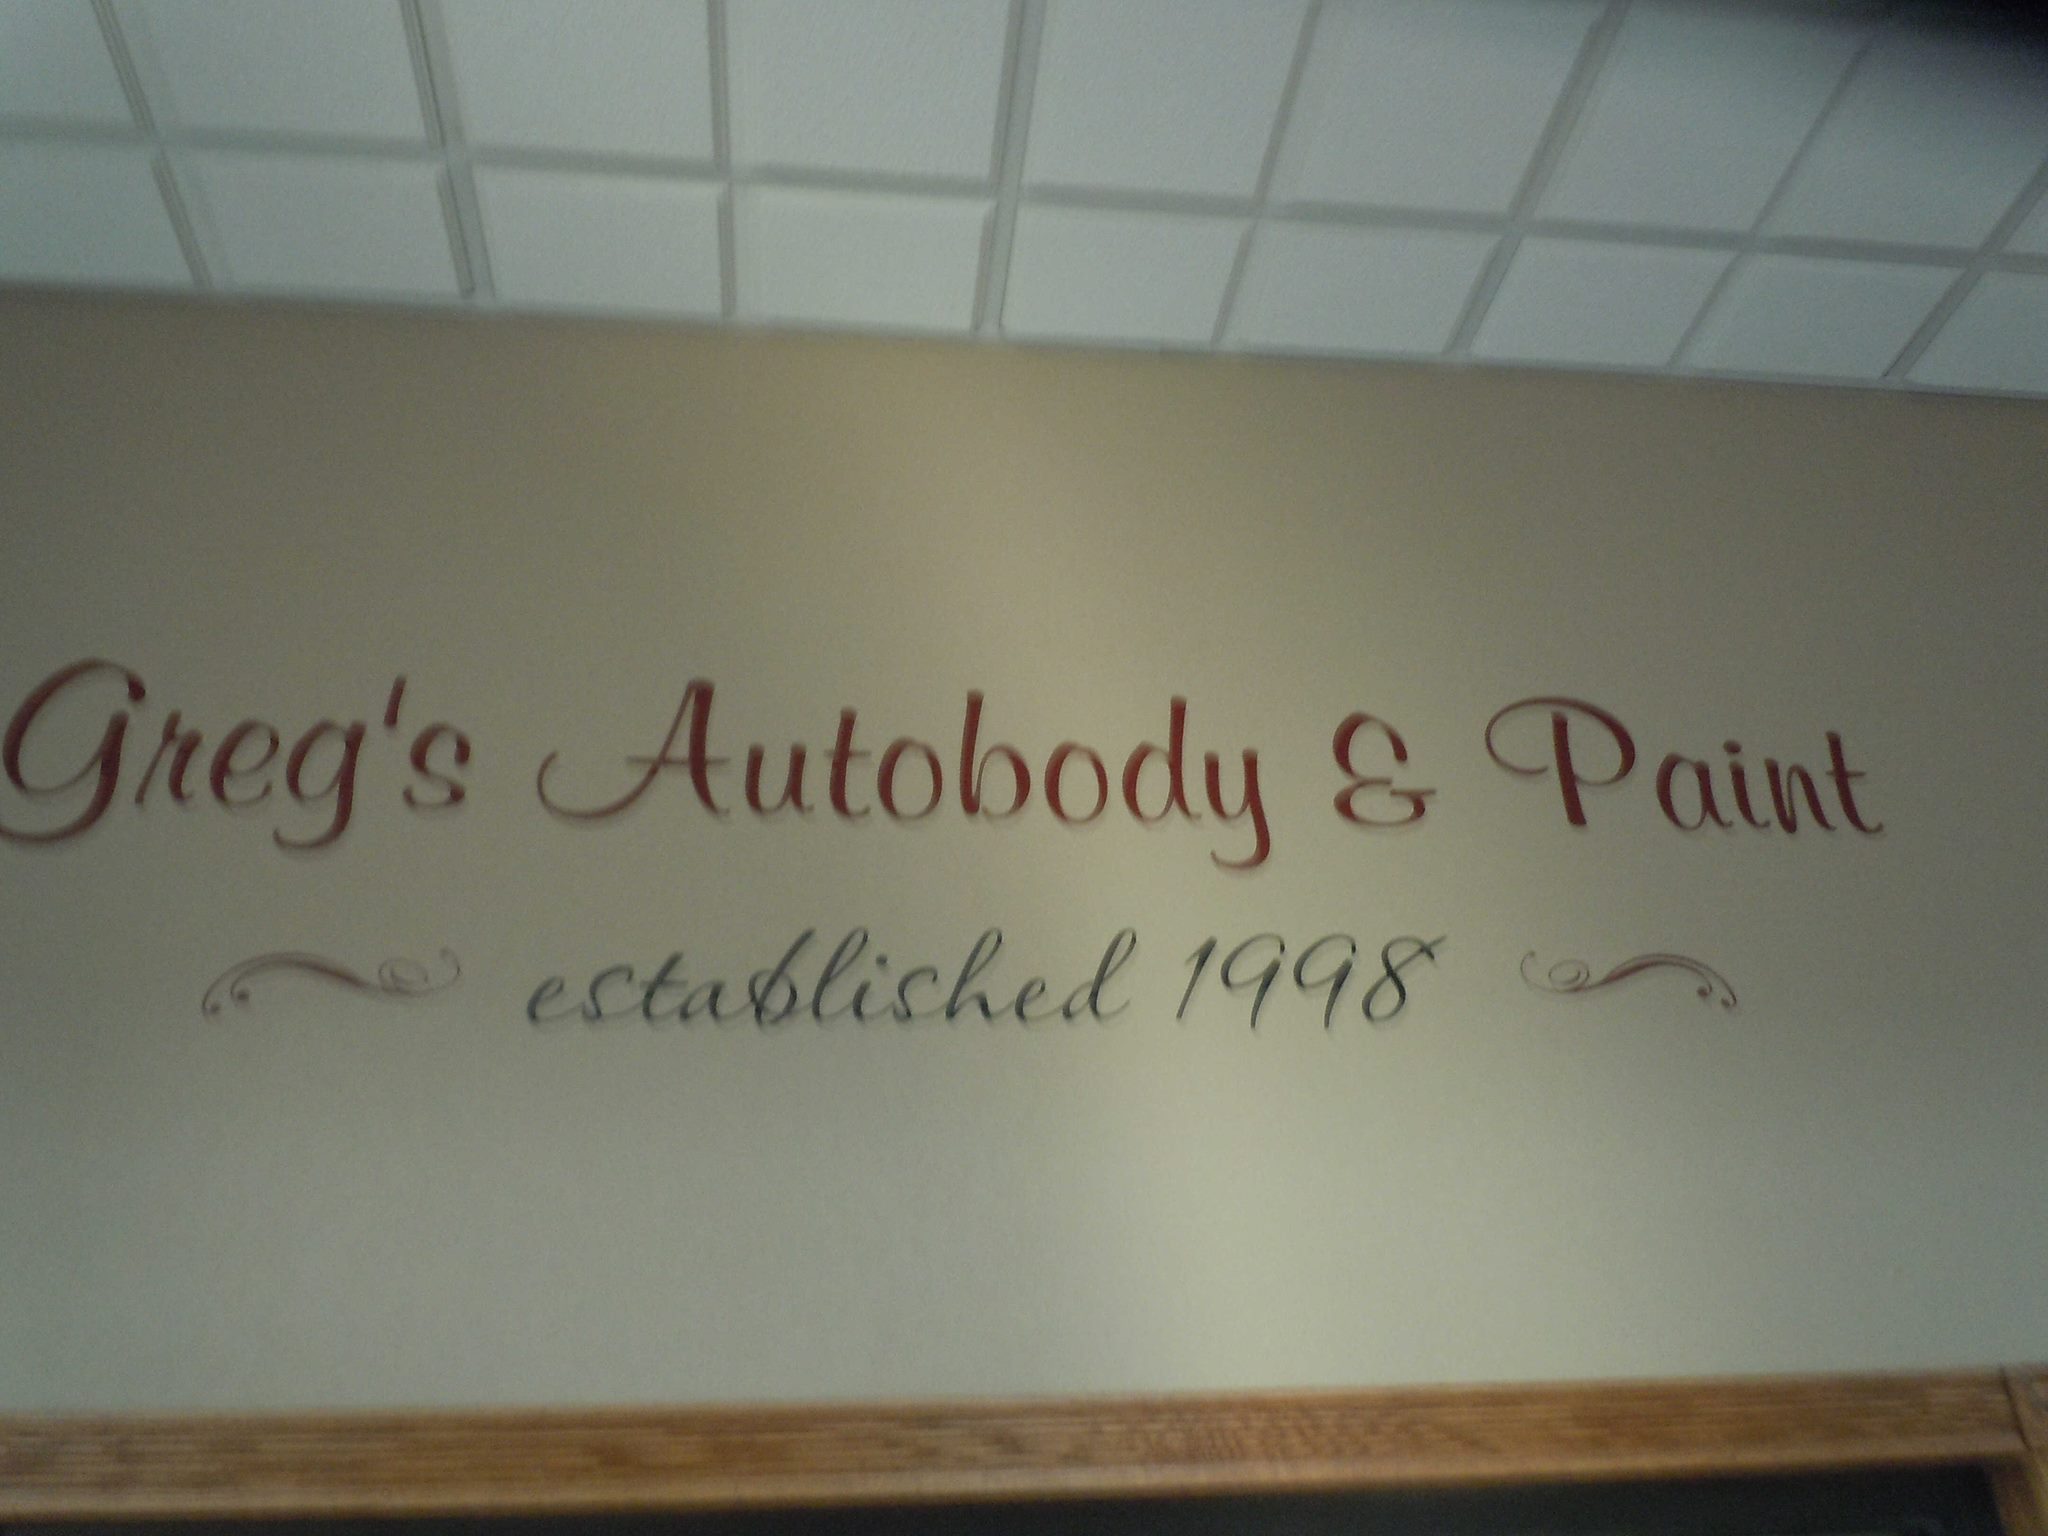 Greg's Autobody & Paint
established 1998